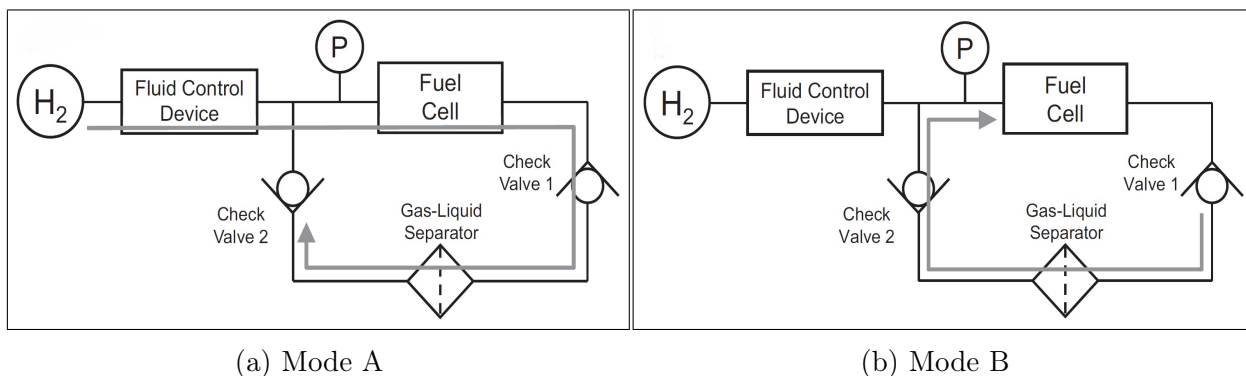 P
H₂
Fluid Control
Device
Fuel
Cell
Check
Valve 1
Check
Valve 2
Gas-Liquid
Separator
(a) Mode A
P
H₂
Fluid Control
Device
Fuel
Cell
Check
Valve 1
Check
Valve 2
Gas-Liquid
Separator
(b) Mode B